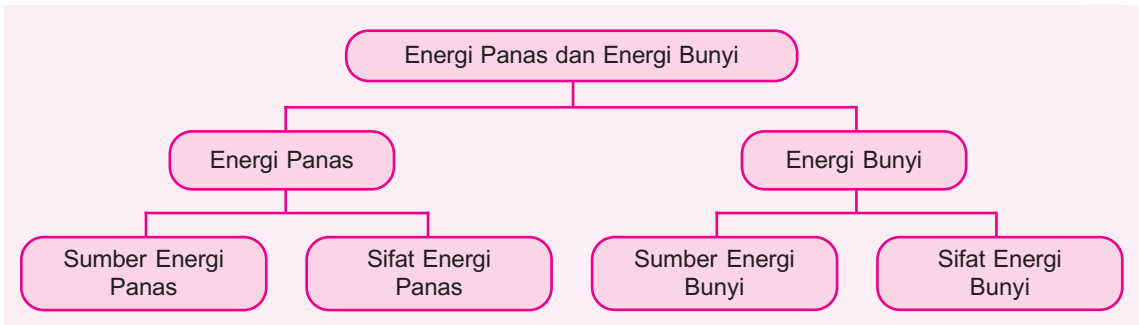 Energi Panas dan Energi Bunyi
Energi Panas
Energi Bunyi
Sumber Energi
Panas
Sifat Energi
Panas
Sumber Energi
Bunyi
Sifat Energi
Bunyi